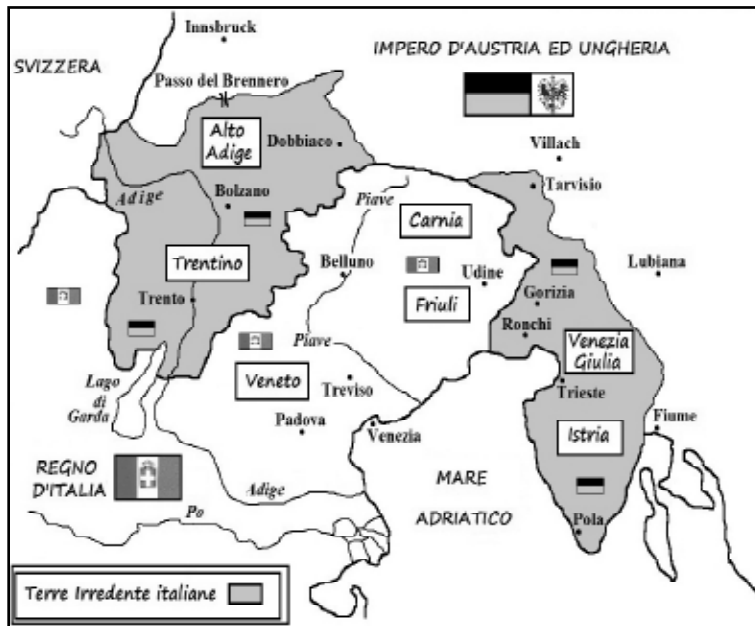 Innsbruck
SVIZZERA
IMPERO D'AUSTRIA ED UNGHERIA
Passo del Brennero
Alto
Adige
Dobbiaco
Villach
Tarvisio
Adige
Bolzano
Piave
Carnia
Trentino
Belluno
Udine
Lubiana
Trento
Friuli
Gorizia
Ronchi
Piave
Venezia
Giulia
Lago
di
Garda
Veneto
Treviso
Trieste
Padova
Venezia
Istria
Fiume
REGNO
D'ITALIA
Adige
MARE
ADRIATICO
Po
Pola
Terre Irredente italiane